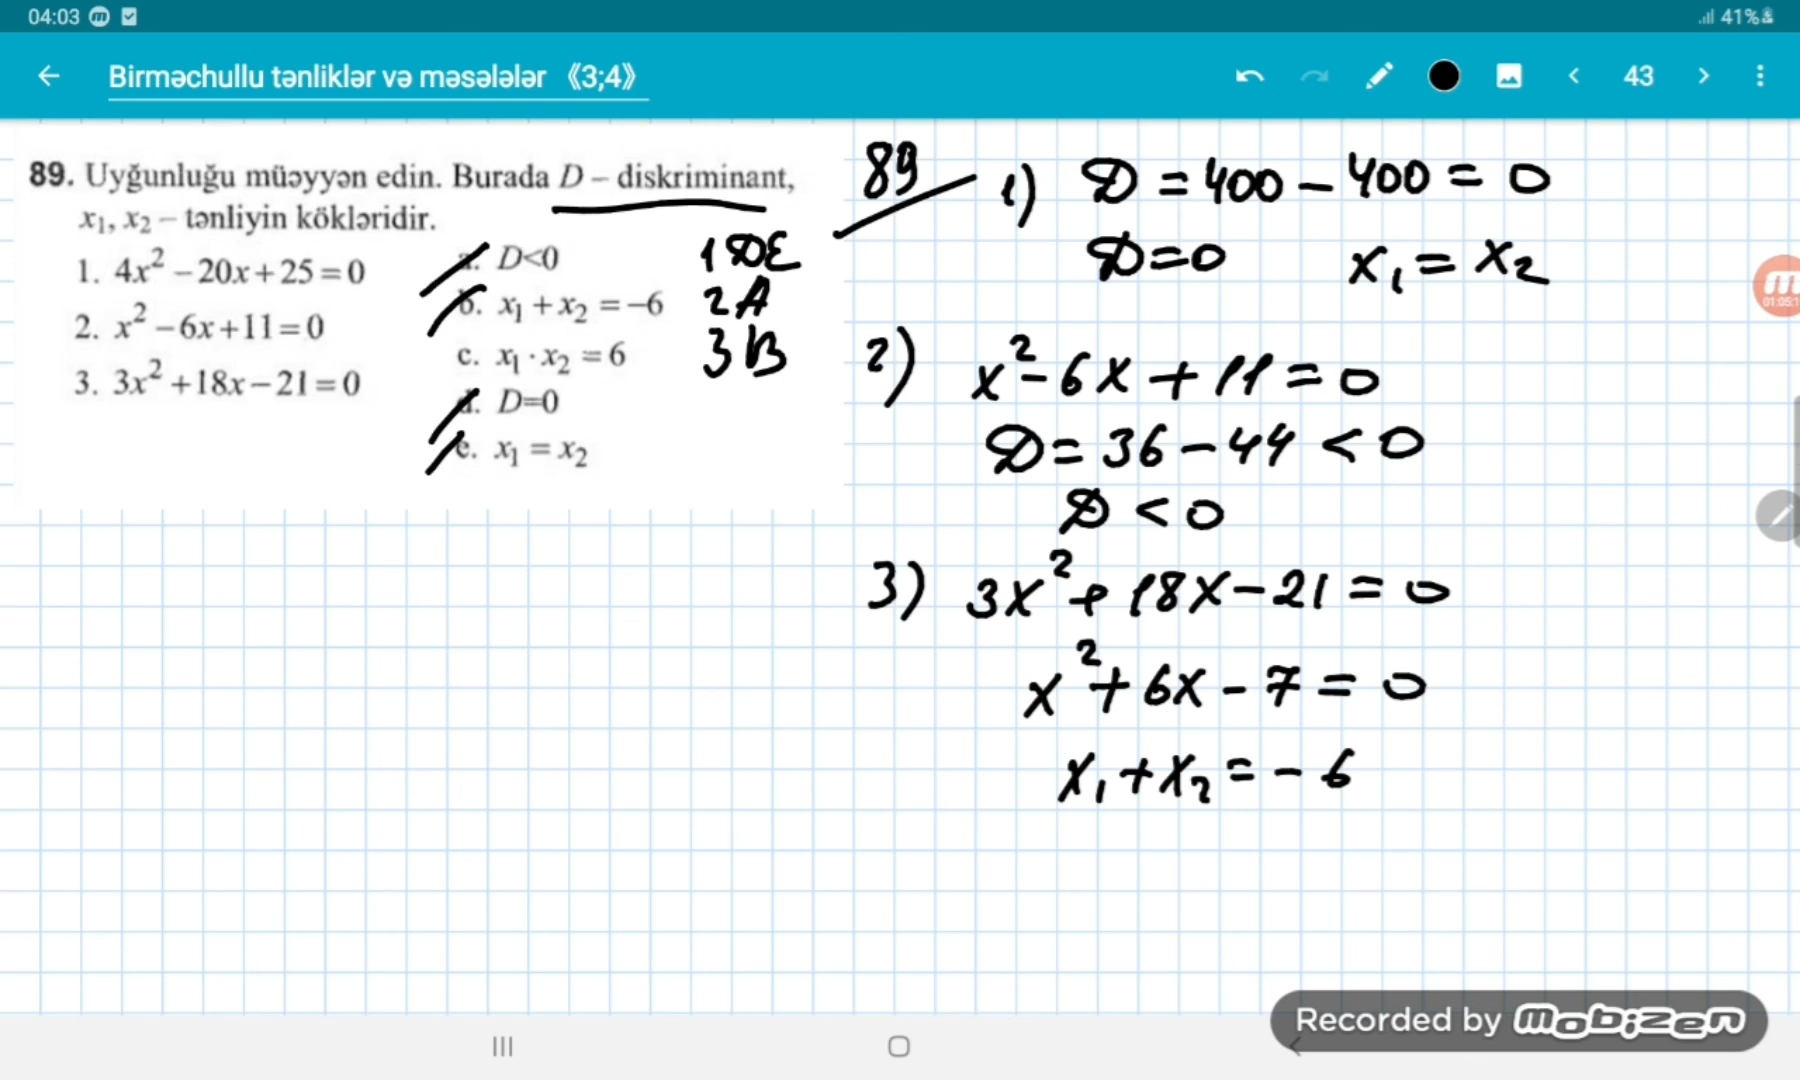 04:03
41%
Birməchullu tənliklər və məsələlər 《3;4》
43
89. Uyğunluğu müəyyən edin. Burada D – diskriminant,
x₁, x₂ – tənliyin kökləridir.
1. 4x² – 20x + 25 = 0
2. x² – 6x + 11 = 0
3. 3x² + 18x – 21 = 0
a. D<0
b. x₁ + x₂ = –6
c. x₁ · x₂ = 6
d. D=0
e. x₁ = x₂
1 DE
2 A
3 B
89
1) D = 400 – 400 = 0
D = 0 x₁ = x₂
2) x² – 6x + 11 = 0
D = 36 – 44 < 0
D < 0
3) 3x² + 18x – 21 = 0
x² + 6x – 7 = 0
x₁ + x₂ = – 6
Recorded by mobizen